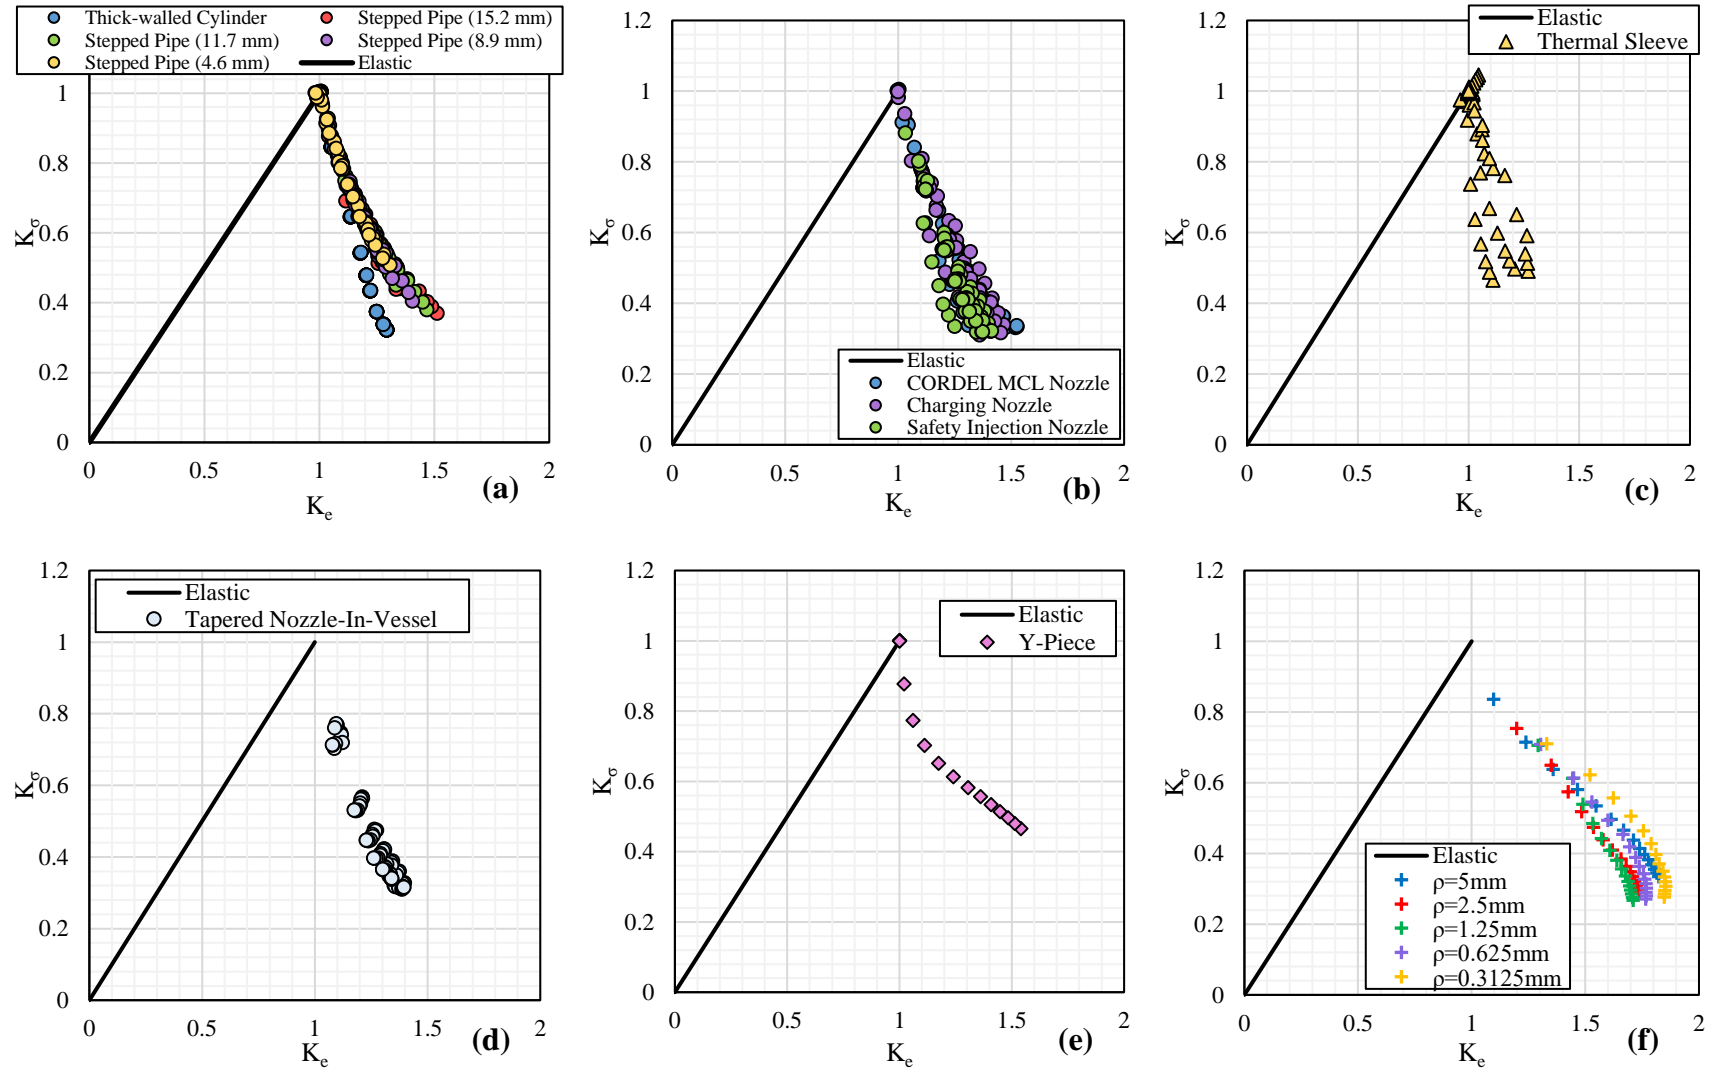 Thick-walled Cylinder
Stepped Pipe (15.2 mm)
Stepped Pipe (11.7 mm)
Stepped Pipe (8.9 mm)
Stepped Pipe (4.6 mm)
Elastic
1
0.8
0.6
0.4
0.2
0
Kσ
0
0.5
1
1.5
2
Ke
(a)
1.2
1
0.8
0.6
0.4
0.2
0
Kσ
Elastic
CORDEL MCL Nozzle
Charging Nozzle
Safety Injection Nozzle
0
0.5
1
1.5
2
Ke
(b)
1.2
1
0.8
0.6
0.4
0.2
0
Kσ
Elastic
Thermal Sleeve
0
0.5
1
1.5
2
Ke
(c)
1.2
1
0.8
0.6
0.4
0.2
0
Kσ
Elastic
Tapered Nozzle-In-Vessel
0
0.5
1
1.5
2
Ke
(d)
1.2
1
0.8
0.6
0.4
0.2
0
Kσ
Elastic
Y-Piece
0
0.5
1
1.5
2
Ke
(e)
1.2
1
0.8
0.6
0.4
0.2
0
Kσ
Elastic
ρ=5mm
ρ=2.5mm
ρ=1.25mm
ρ=0.625mm
ρ=0.3125mm
0
0.5
1
1.5
2
Ke
(f)